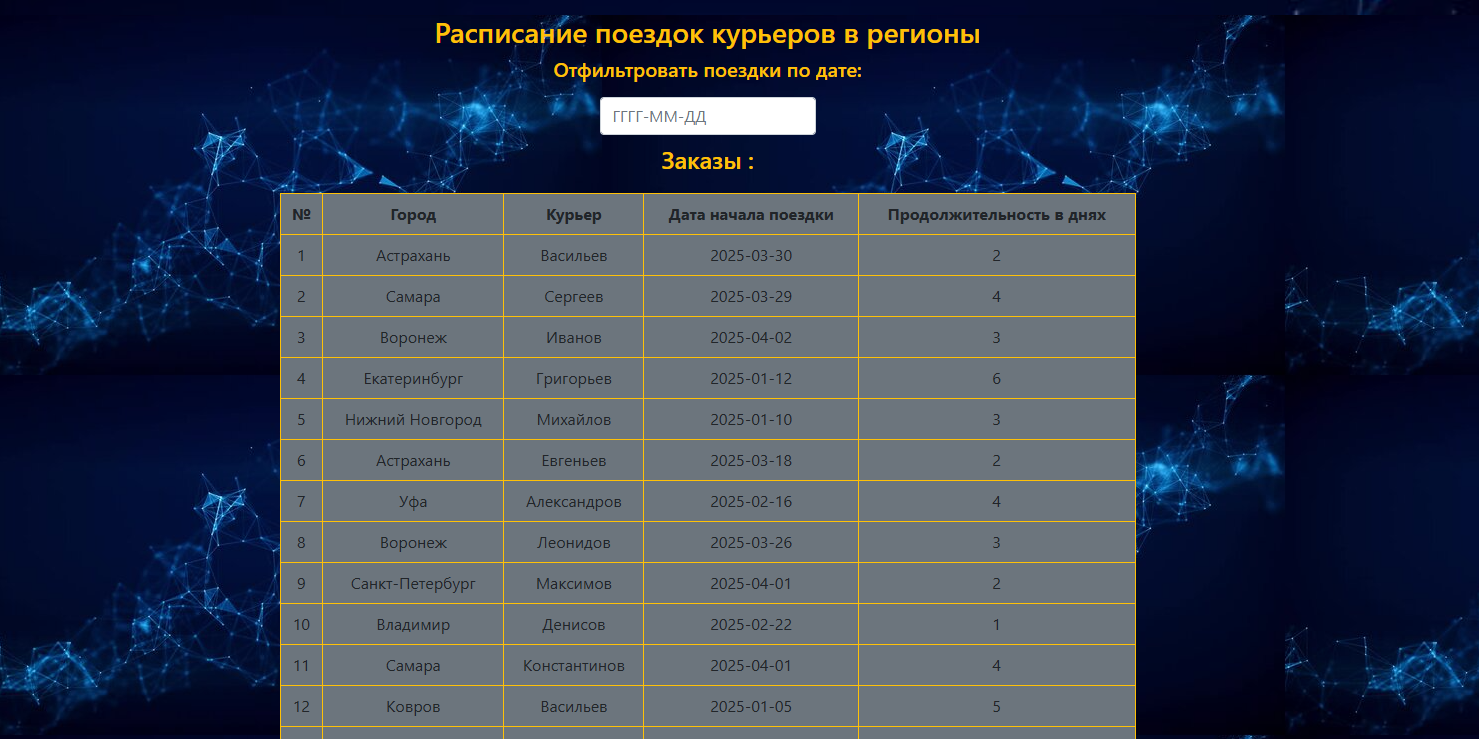 Расписание поездок курьеров в регионы
Отфильтровать поездки по дате:
ГГГГ-ММ-ДД
Заказы :
№ Город Курьер Дата начала поездки Продолжительность в днях
1 Астрахань Васильев 2025-03-30 2
2 Самара Сергеев 2025-03-29 4
3 Воронеж Иванов 2025-04-02 3
4 Екатеринбург Григорьев 2025-01-12 6
5 Нижний Новгород Михайлов 2025-01-10 3
6 Астрахань Евгеньев 2025-03-18 2
7 Уфа Александров 2025-02-16 4
8 Воронеж Леонидов 2025-03-26 3
9 Санкт-Петербург Максимов 2025-04-01 2
10 Владимир Денисов 2025-02-22 1
11 Самара Константинов 2025-04-01 4
12 Ковров Васильев 2025-01-05 5